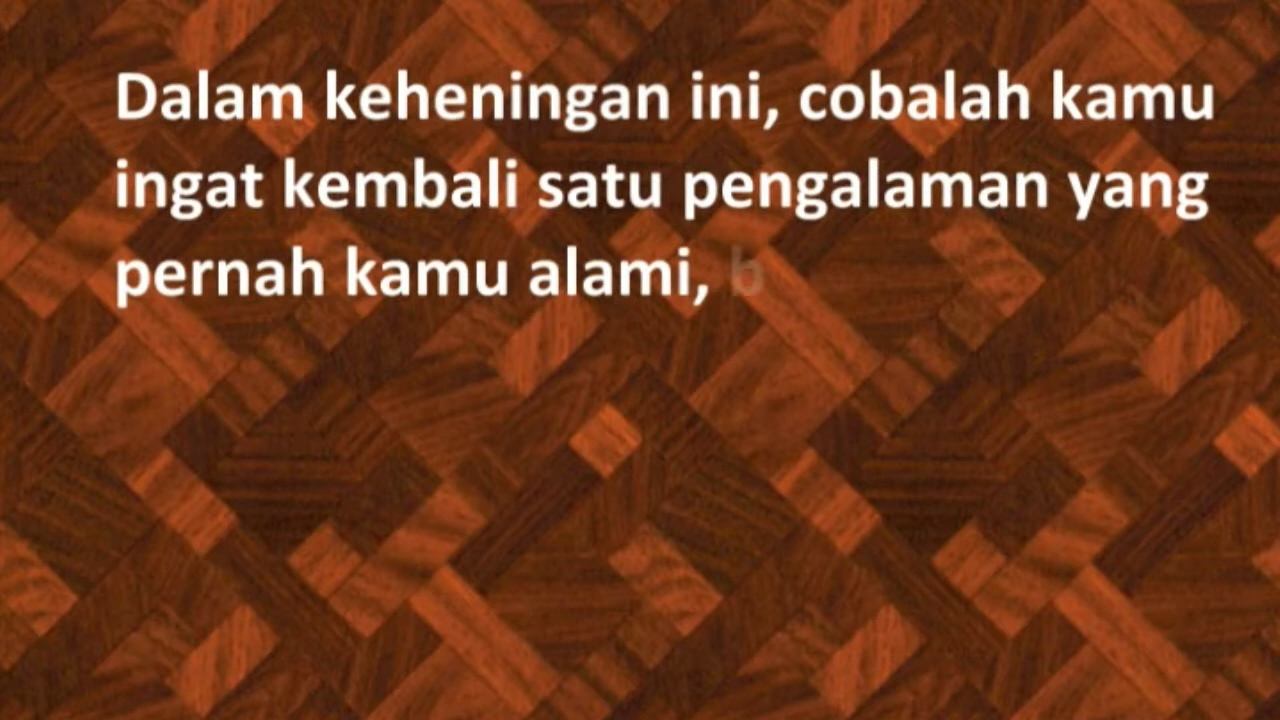 Dalam keheningan ini, cobalah kamu
ingat kembali satu pengalaman yang
pernah kamu alami, b